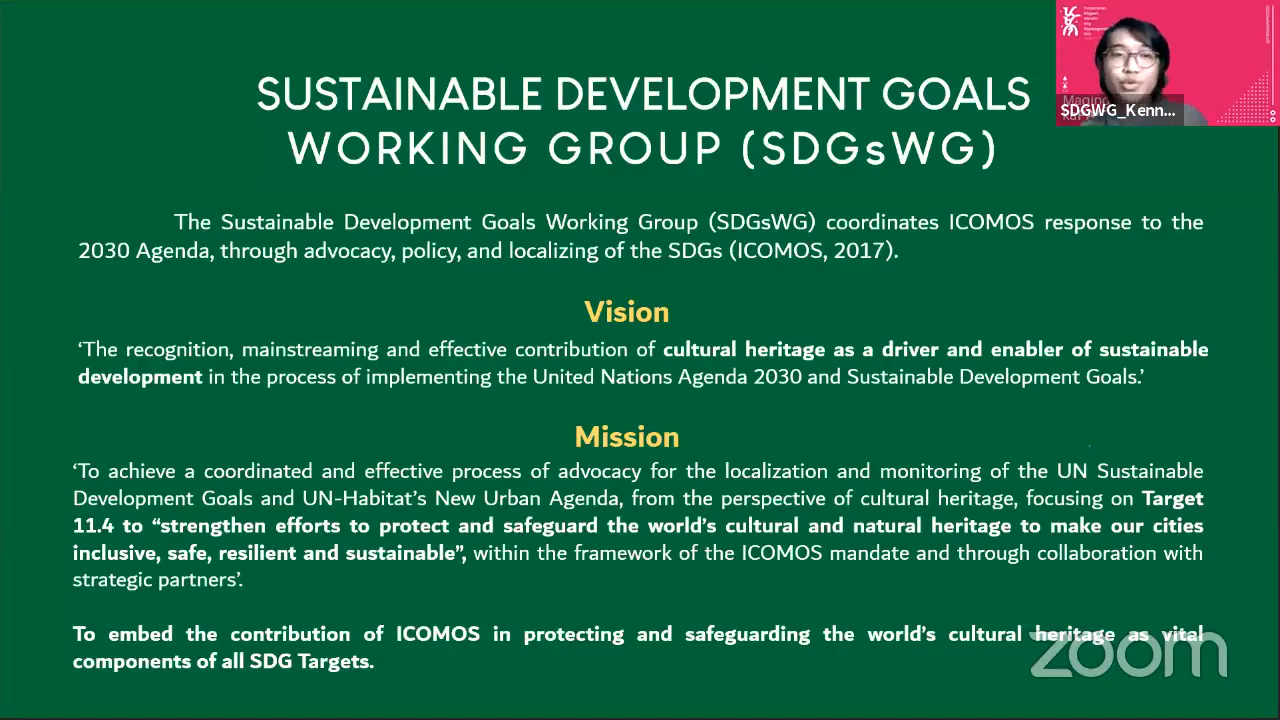 SUSTAINABLE DEVELOPMENT GOALS
WORKING GROUP (SDGsWG)
SDGWG_Kenn...
The Sustainable Development Goals Working Group (SDGsWG) coordinates ICOMOS response to the
2030 Agenda, through advocacy, policy, and localizing of the SDGs (ICOMOS, 2017).
Vision
‘The recognition, mainstreaming and effective contribution of cultural heritage as a driver and enabler of sustainable
development in the process of implementing the United Nations Agenda 2030 and Sustainable Development Goals.’
Mission
‘To achieve a coordinated and effective process of advocacy for the localization and monitoring of the UN Sustainable
Development Goals and UN-Habitat’s New Urban Agenda, from the perspective of cultural heritage, focusing on Target
11.4 to “strengthen efforts to protect and safeguard the world’s cultural and natural heritage to make our cities
inclusive, safe, resilient and sustainable”, within the framework of the ICOMOS mandate and through collaboration with
strategic partners’.
To embed the contribution of ICOMOS in protecting and safeguarding the world’s cultural heritage as vital
components of all SDG Targets.
zoom